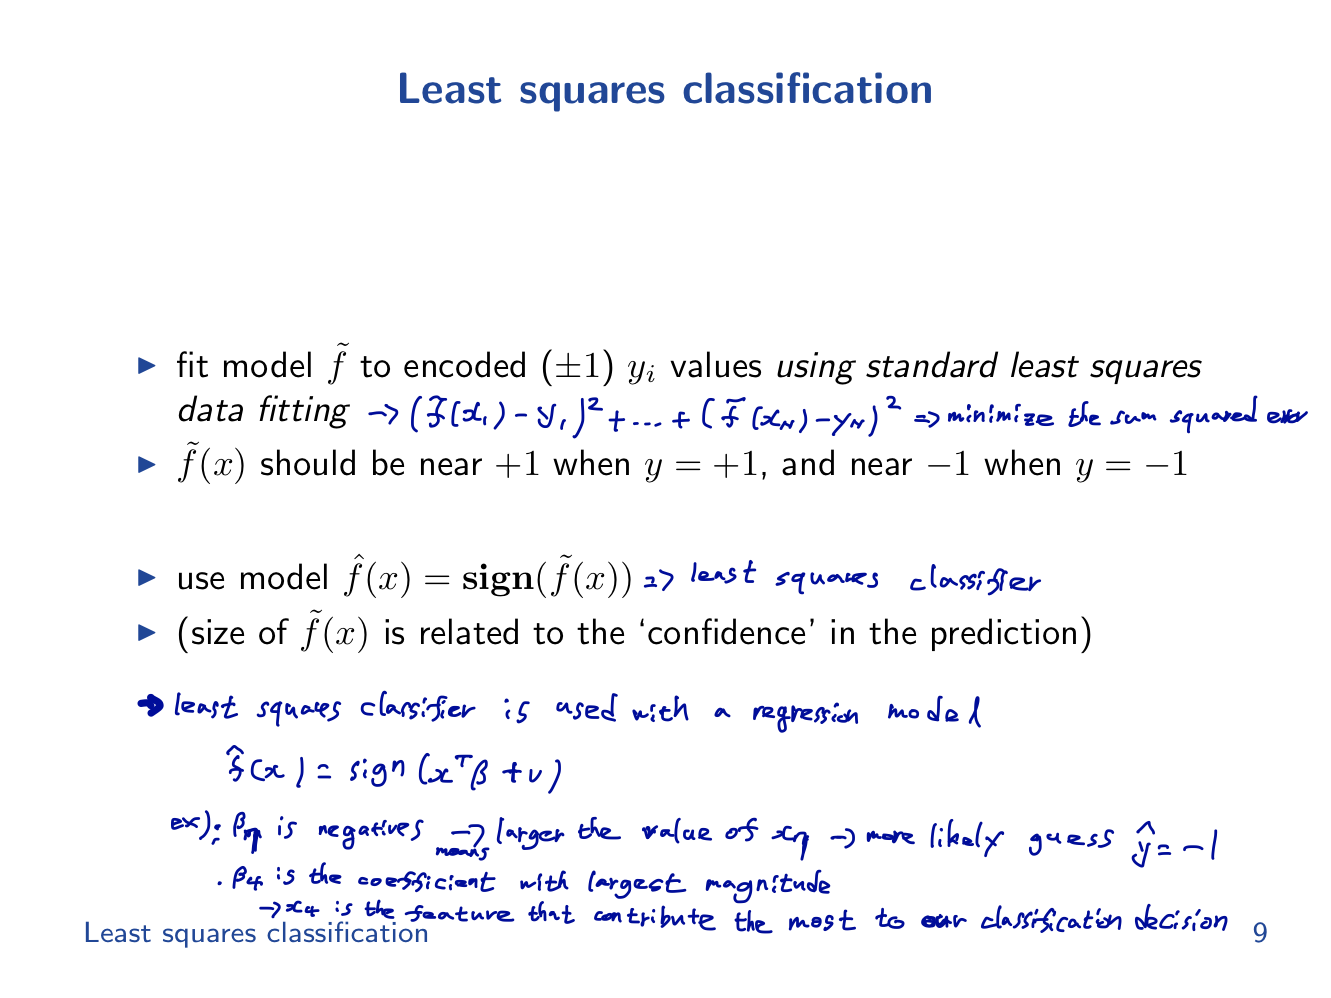 Least squares classification
▶ fit model f̃ to encoded (±1) yᵢ values using standard least squares
data fitting → (f̃(x₁) - y₁)² + ... + (f̃(x_N) - y_N)² => minimize the sum squared error
▶ f̃(x) should be near +1 when y = +1, and near −1 when y = −1
▶ use model f̂(x) = sign(f̃(x)) => least squares classifier
▶ (size of f̃(x) is related to the ‘confidence’ in the prediction)
→ least squares classifier is used with a regression model
f̂(x) = sign(xᵀβ + v)
ex): is negatives → means larger the value of → more likely guess ŷ = -1
. β₄ is the coefficient with largest magnitude
→ x₄ is the feature that contribute the most to our classification decision
Least squares classification 9